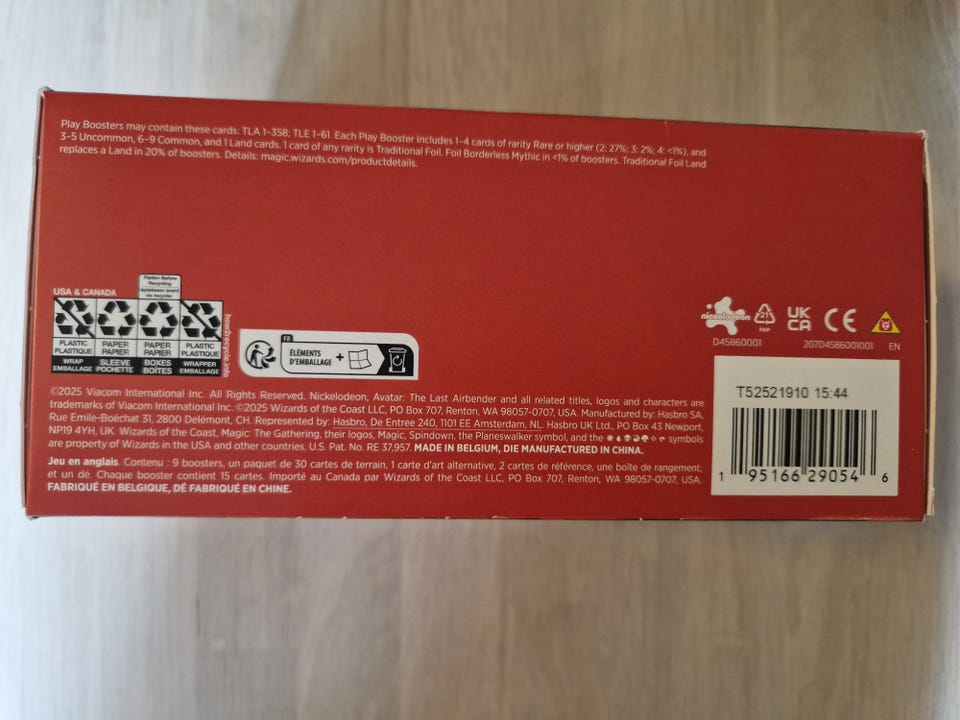 Play Boosters may contain these cards: TLA 1–358; TLE 1–61. Each Play Booster includes 1–4 cards of rarity Rare or higher (2: 27%; 3: 2%; 4: <1%), and
3–5 Uncommon, 6–9 Common, and 1 Land cards. 1 card of any rarity is Traditional Foil. Foil Borderless Mythic in <1% of boosters. Traditional Foil Land
replaces a Land in 20% of boosters. Details: magic.wizards.com/productdetails.
Flatten Before
Recycling
Aplatissez avant
de recycler
USA & CANADA
PLASTIC
PLASTIQUE
WRAP
EMBALLAGE
PAPER
PAPIER
SLEEVE
POCHETTE
PAPER
PAPIER
BOXES
BOÎTES
PLASTIC
PLASTIQUE
WRAPPER
EMBALLAGE
how2recycle.info
FR
ÉLÉMENTS
D'EMBALLAGE
+
nickelodeon
21
PAP
UK
CA
CE
D45860001
207D4586001001
EN
©2025 Viacom International Inc. All Rights Reserved. Nickelodeon, Avatar: The Last Airbender and all related titles, logos and characters are
trademarks of Viacom International Inc. ©2025 Wizards of the Coast LLC, PO Box 707, Renton, WA 98057-0707, USA. Manufactured by: Hasbro SA,
Rue Emile-Boéchat 31, 2800 Delémont, CH. Represented by: Hasbro, De Entree 240, 1101 EE Amsterdam, NL. Hasbro UK Ltd., PO Box 43 Newport,
NP19 4YH, UK. Wizards of the Coast, Magic: The Gathering, their logos, Magic, Spindown, the Planeswalker symbol, and the symbols
are property of Wizards in the USA and other countries. U.S. Pat. No. RE 37,957. MADE IN BELGIUM, DIE MANUFACTURED IN CHINA.
Jeu en anglais. Contenu : 9 boosters, un paquet de 30 cartes de terrain, 1 carte d'art alternative, 2 cartes de référence, une boîte de rangement,
et un dé. Chaque booster contient 15 cartes. Importé au Canada par Wizards of the Coast LLC, PO Box 707, Renton, WA 98057-0707, USA.
FABRIQUÉ EN BELGIQUE, DÉ FABRIQUÉ EN CHINE.
T52521910 15:44
1 95166 29054 6